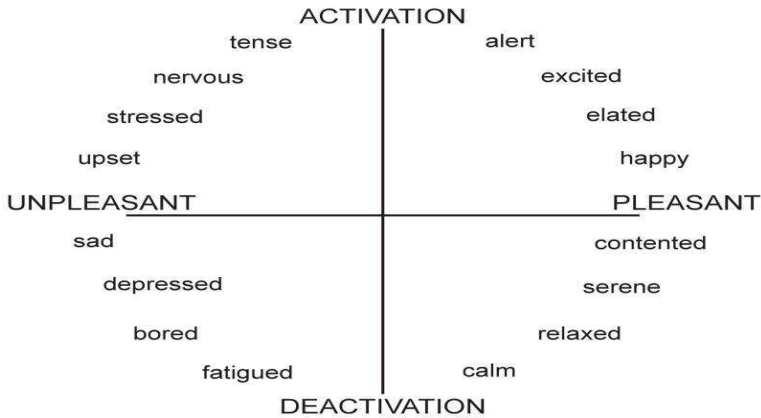 ACTIVATION
tense alert
nervous excited
stressed elated
upset happy
UNPLEASANT PLEASANT
sad contented
depressed serene
bored relaxed
fatigued calm
DEACTIVATION